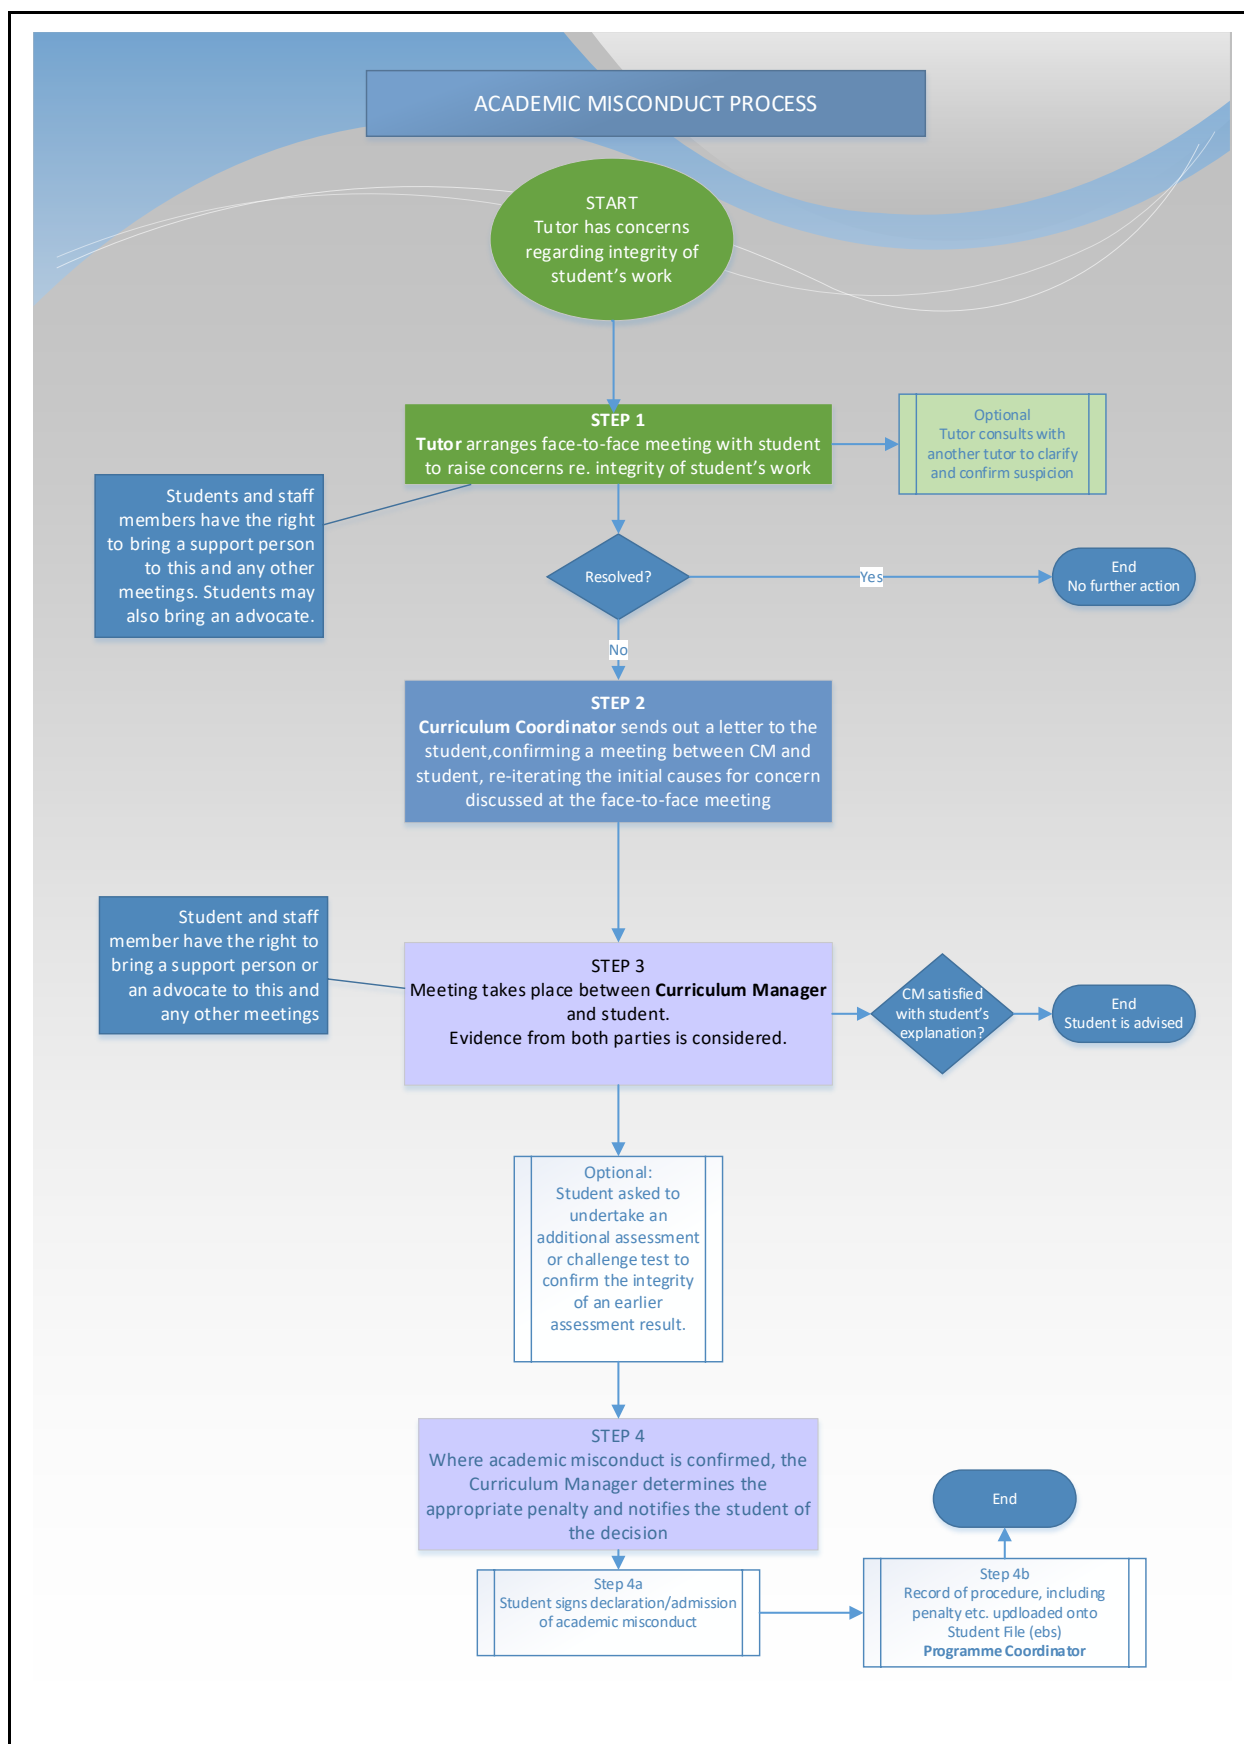 ACADEMIC MISCONDUCT PROCESS
START
Tutor has concerns
regarding integrity of
student’s work
STEP 1
Tutor arranges face-to-face meeting with student
to raise concerns re. integrity of student’s work
Optional
Tutor consults with
another tutor to clarify
and confirm suspicion
Students and staff
members have the right
to bring a support person
to this and any other
meetings. Students may
also bring an advocate.
Resolved?
Yes
End
No further action
No
STEP 2
Curriculum Coordinator sends out a letter to the
student,confirming a meeting between CM and
student, re-iterating the initial causes for concern
discussed at the face-to-face meeting
Student and staff
member have the right to
bring a support person or
an advocate to this and
any other meetings
STEP 3
Meeting takes place between Curriculum Manager
and student.
Evidence from both parties is considered.
CM satisfied
with student’s
explanation?
End
Student is advised
Optional:
Student asked to
undertake an
additional assessment
or challenge test to
confirm the integrity
of an earlier
assessment result.
STEP 4
Where academic misconduct is confirmed, the
Curriculum Manager determines the
appropriate penalty and notifies the student of
the decision
Step 4a
Student signs declaration/admission
of academic misconduct
End
Step 4b
Record of procedure, including
penalty etc. updloaded onto
Student File (ebs)
Programme Coordinator